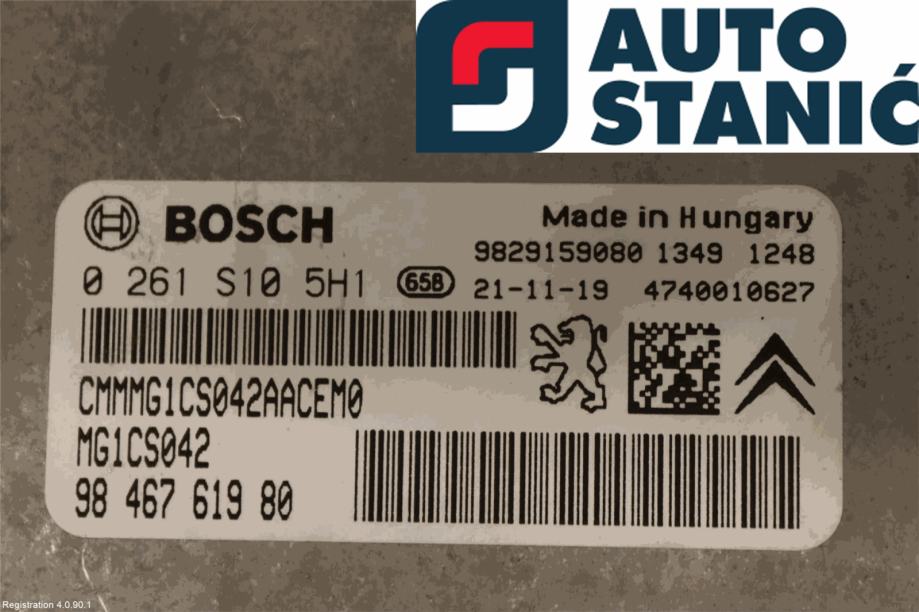 AUTO
STANIĆ
BOSCH
Made in Hungary
9829159080 1349 1248
0 261 S10 5H1 65B 21-11-19 4740010627
CMMMG1CS042AACEM0
MG1CS042
98 467 619 80
Registration 4.0.90.1